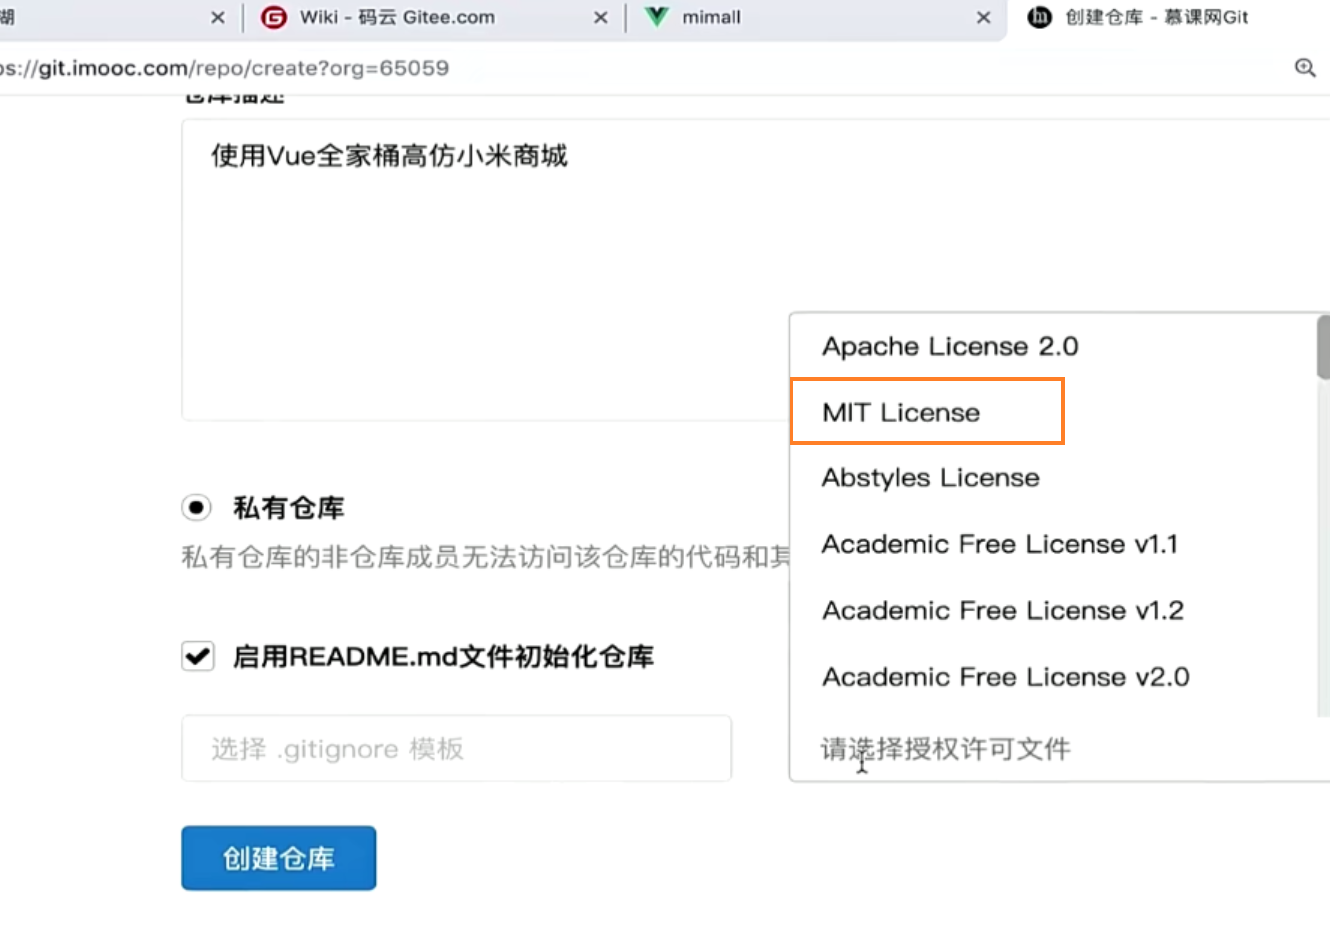 湖
Wiki - 码云 Gitee.com
mimall
创建仓库 - 慕课网Git
ps://git.imooc.com/repo/create?org=65059
仓库描述
使用Vue全家桶高仿小米商城
Apache License 2.0
MIT License
Abstyles License
私有仓库
私有仓库的非仓库成员无法访问该仓库的代码和其
Academic Free License v1.1
Academic Free License v1.2
启用README.md文件初始化仓库
Academic Free License v2.0
选择 .gitignore 模板
请选择授权许可文件
创建仓库